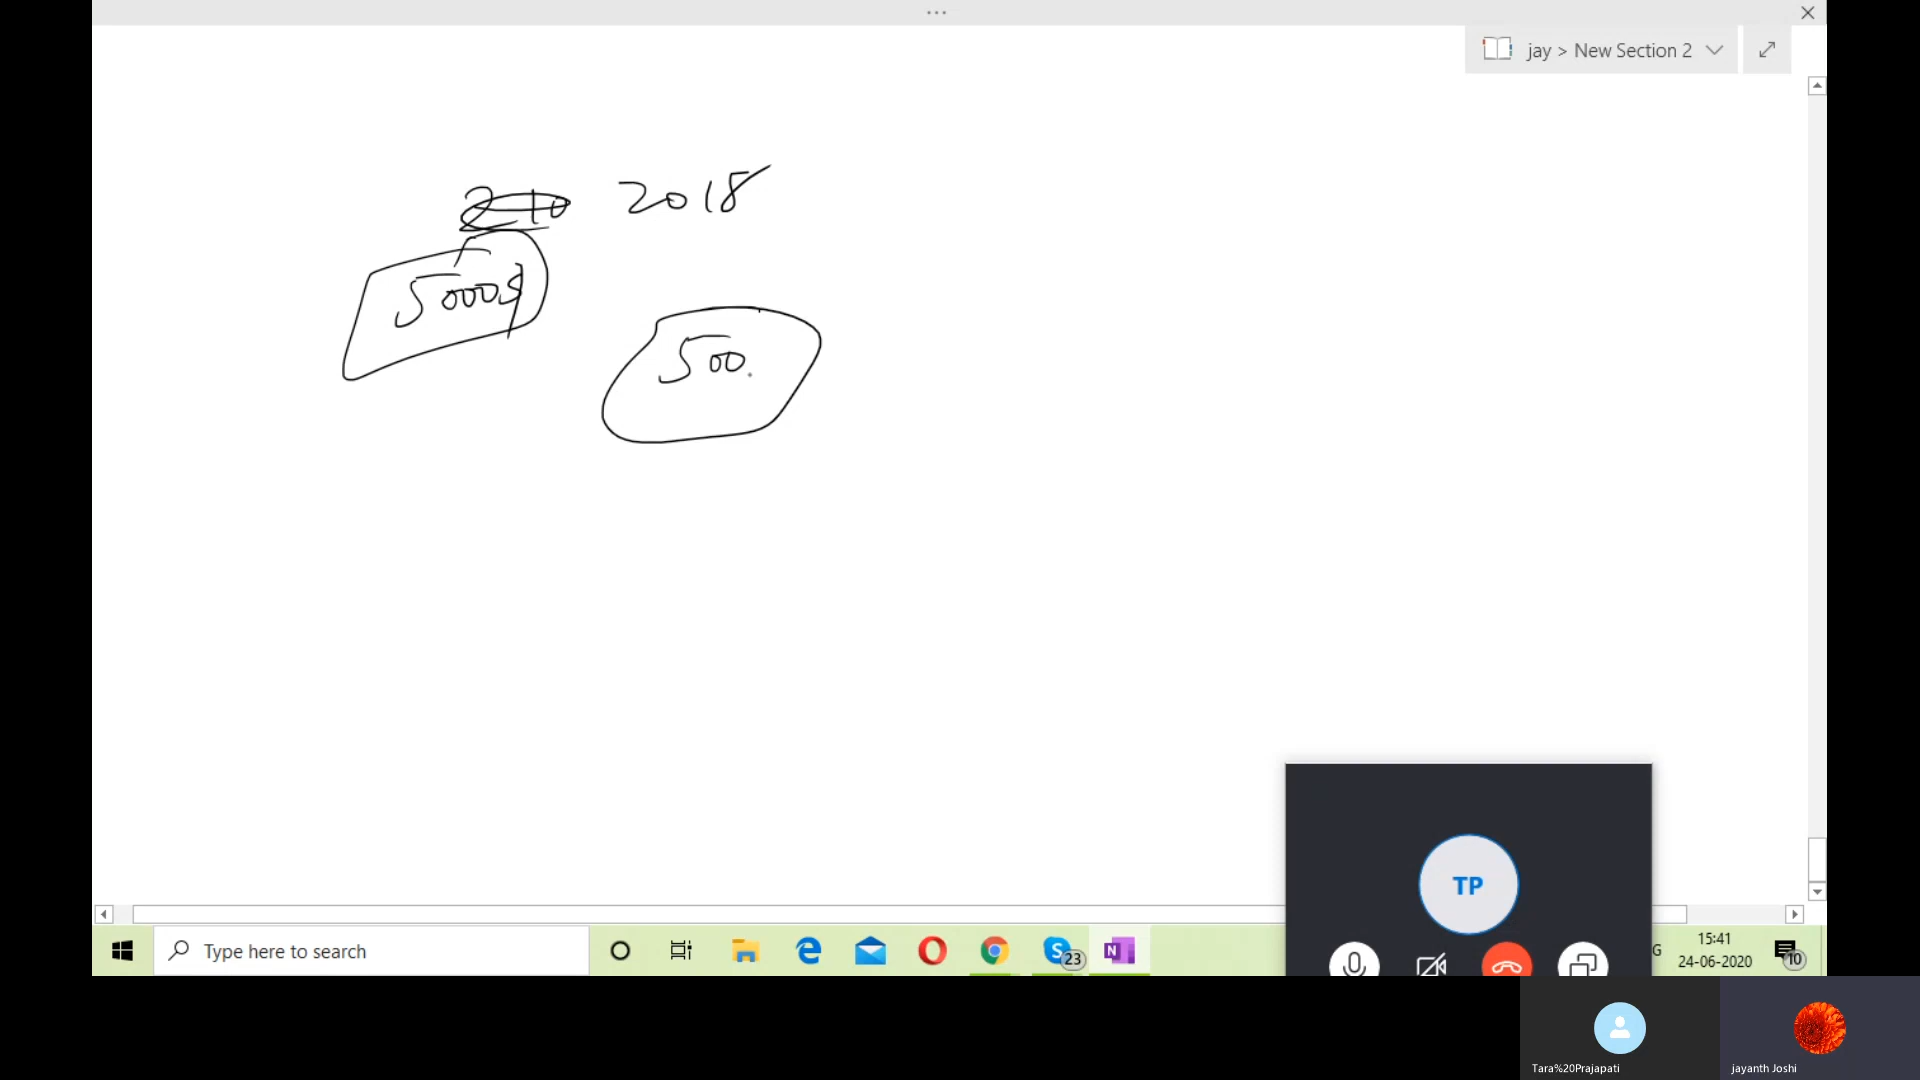 jay > New Section 2
2018
5000$
500.
TP
Type here to search
23
G
15:41
24-06-2020
10
Tara%20Prajapati
jayanth Joshi